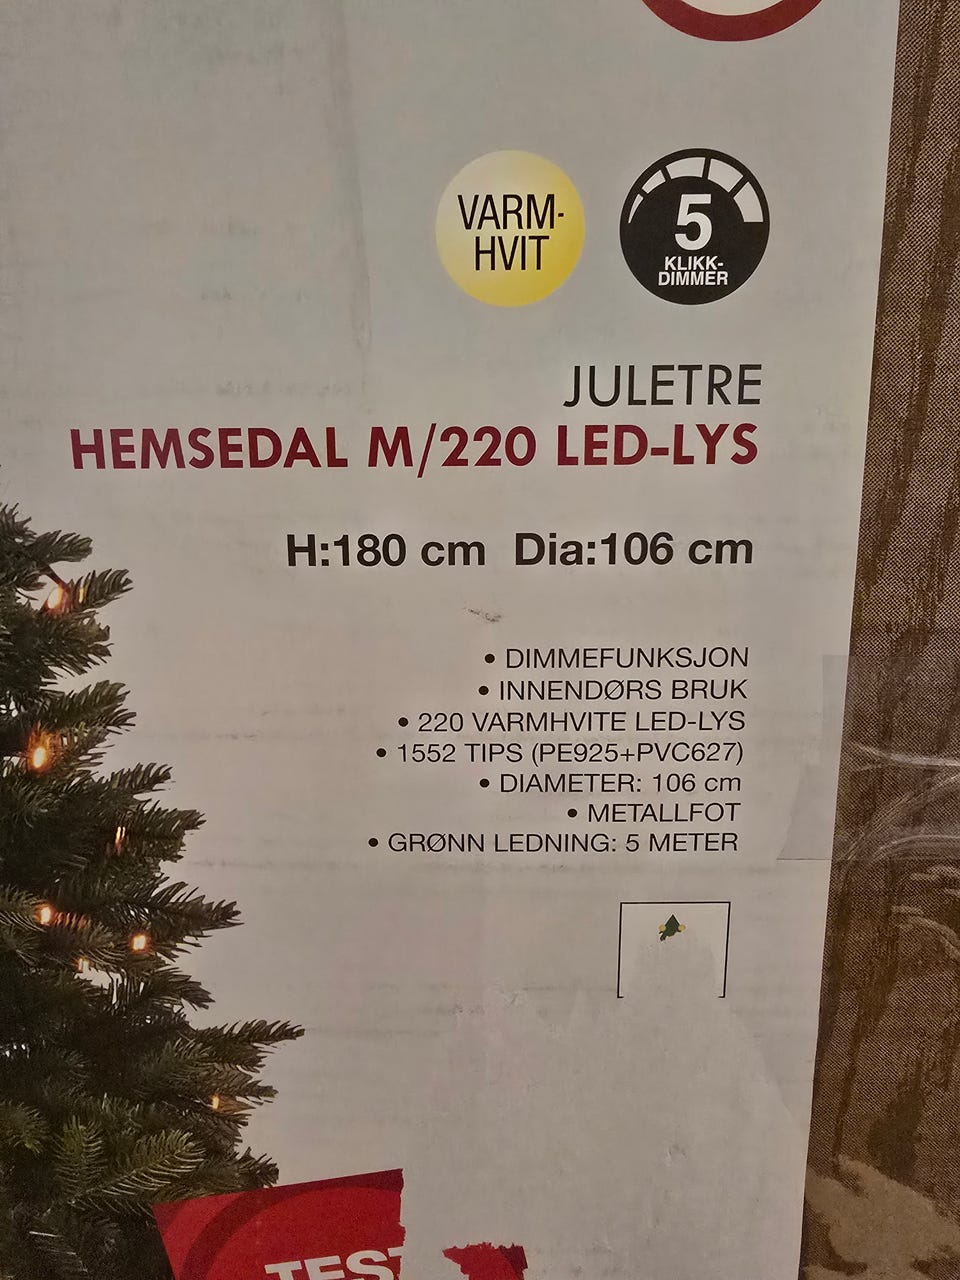 VARM-
HVIT
5
KLIKK-
DIMMER
JULETRE
HEMSEDAL M/220 LED-LYS
H:180 cm Dia:106 cm
• DIMMEFUNKSJON
• INNENDØRS BRUK
• 220 VARMHVITE LED-LYS
• 1552 TIPS (PE925+PVC627)
• DIAMETER: 106 cm
• METALLFOT
• GRØNN LEDNING: 5 METER
TEST